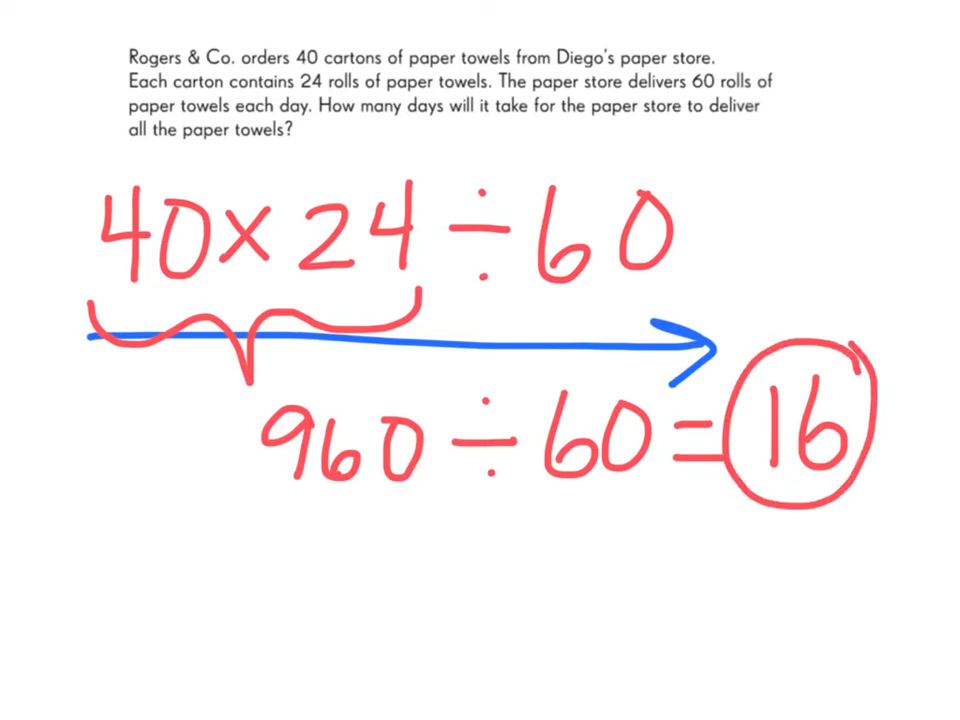 Rogers & Co. orders 40 cartons of paper towels from Diego's paper store.
Each carton contains 24 rolls of paper towels. The paper store delivers 60 rolls of
paper towels each day. How many days will it take for the paper store to deliver
all the paper towels?
40 × 24 ÷ 60
960 ÷ 60 = 16